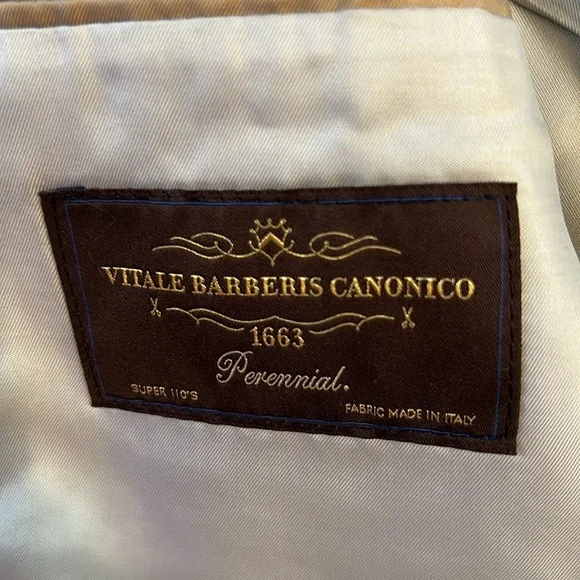 VITALE BARBERIS CANONICO
1663
Perennial.
SUPER 110'S
FABRIC MADE IN ITALY